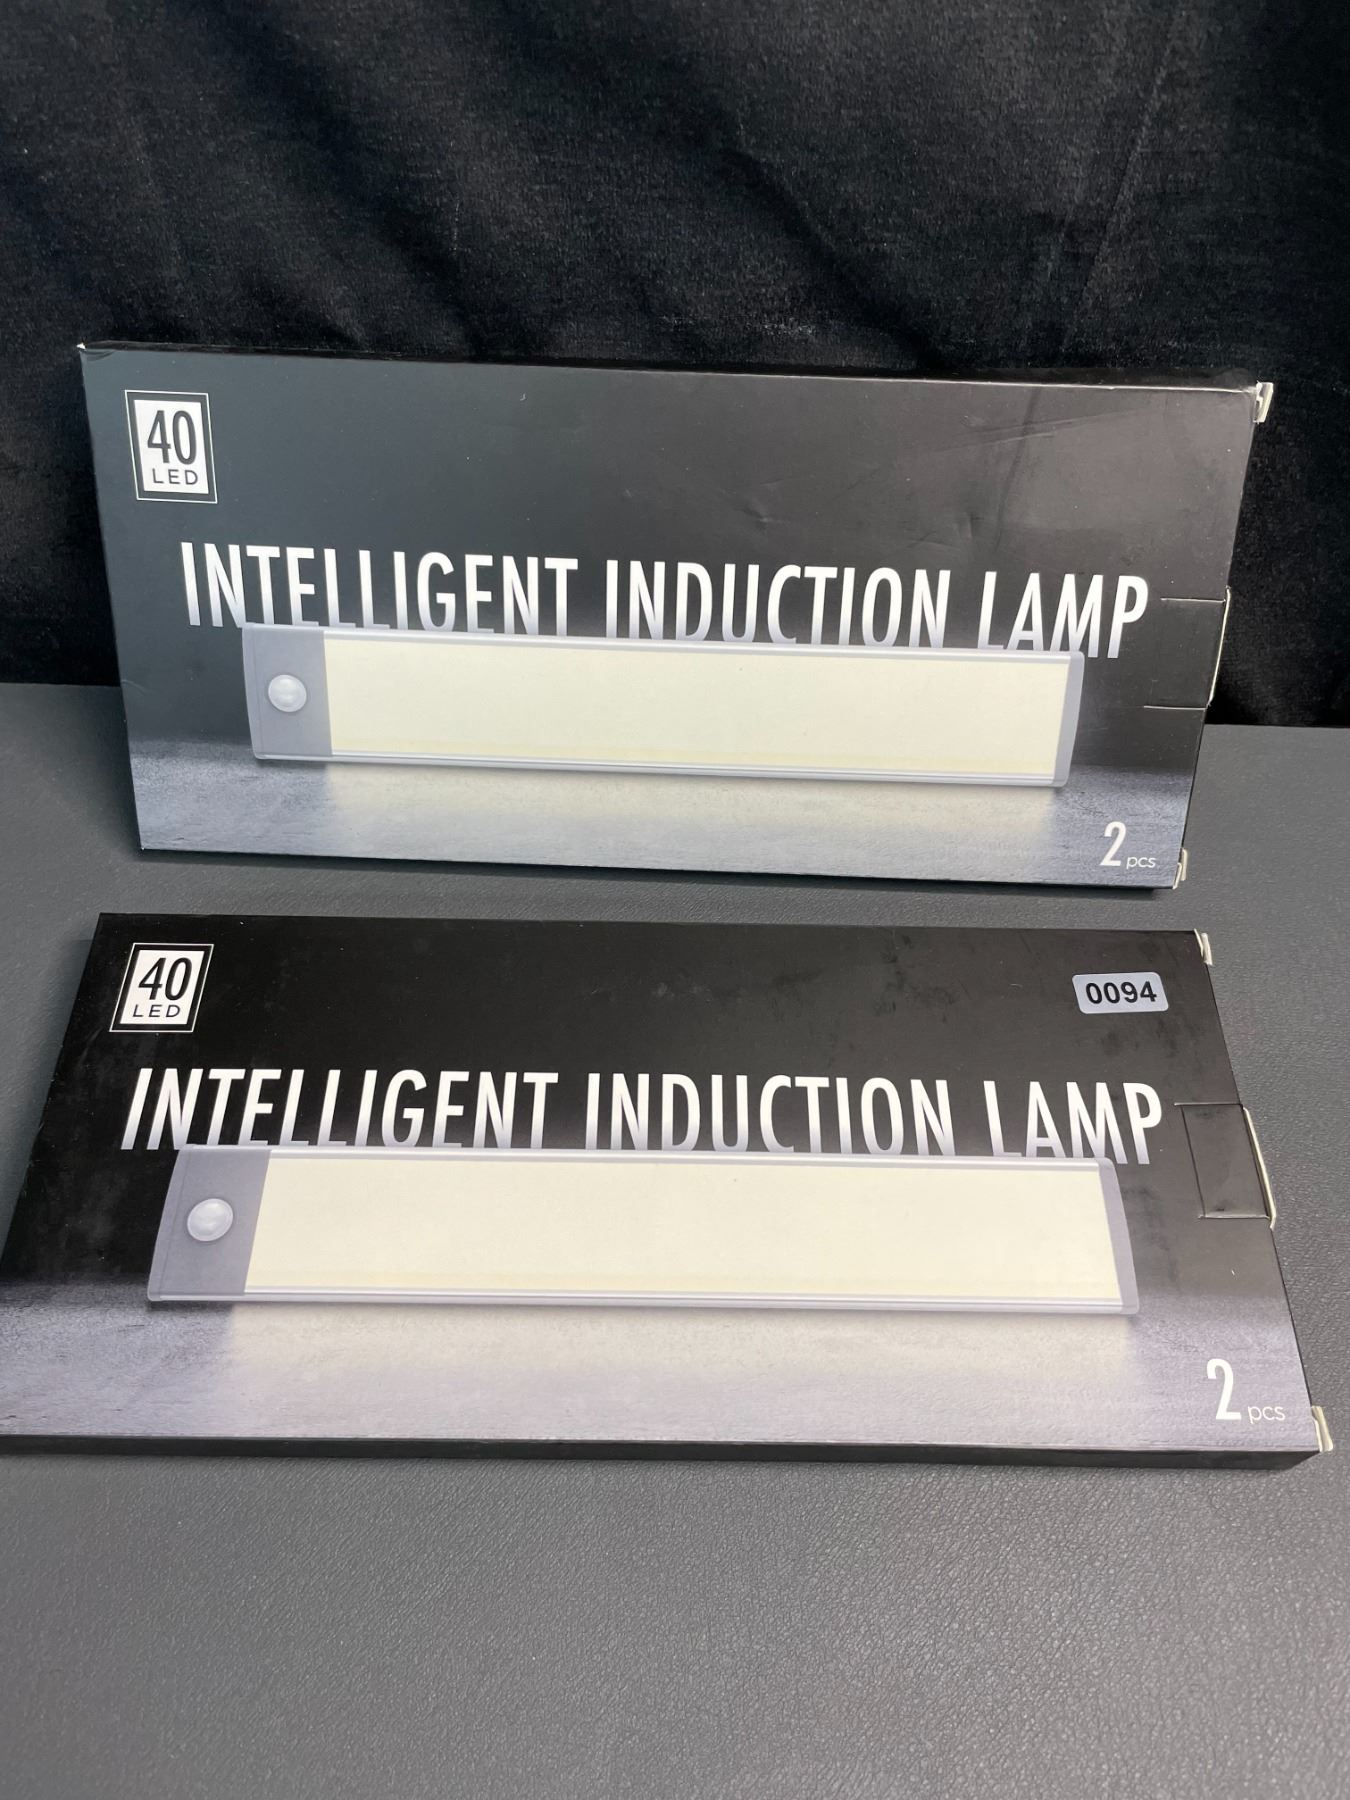 40
LED
INTELLIGENT INDUCTION LAMP
2 pcs
40
LED
0094
INTELLIGENT INDUCTION LAMP
2 pcs